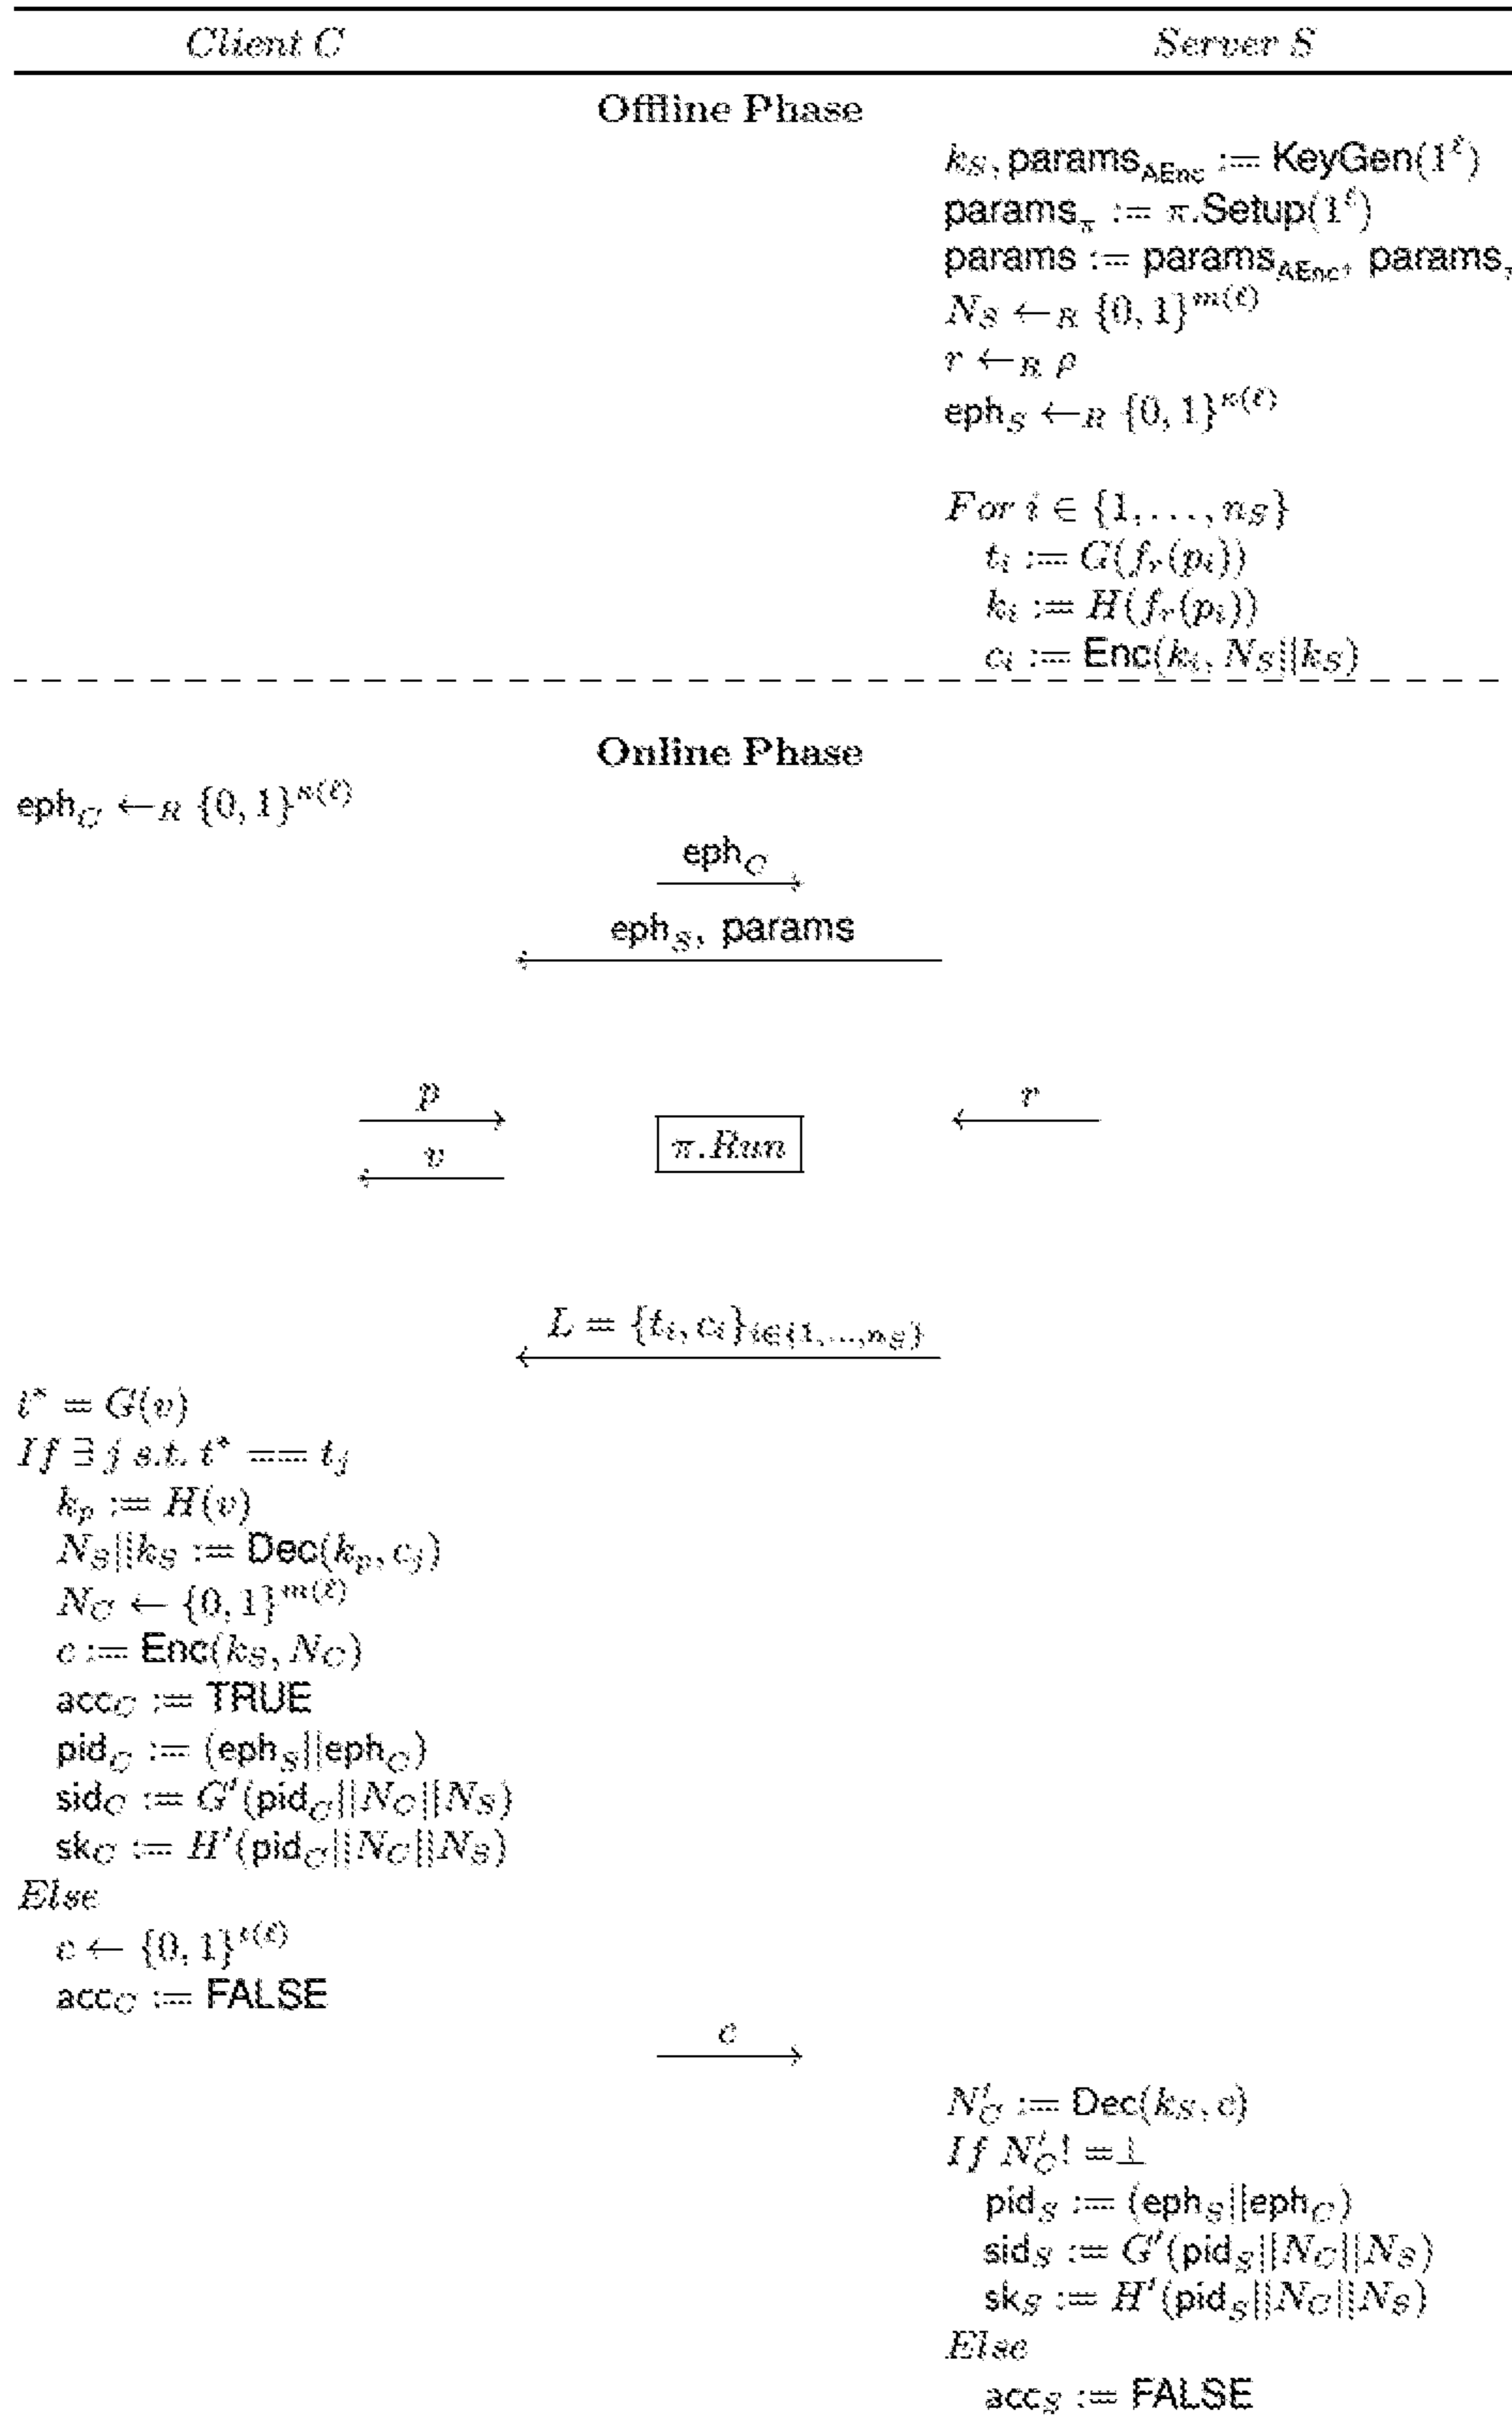 Client C Server S
Offline Phase
k_S, params_AEnc := KeyGen(1^ℓ)
params_π := π.Setup(1^ℓ)
params := params_AEnc, params_π
N_S ←_R {0, 1}^m(ℓ)
r ←_R ρ
eph_S ←_R {0, 1}^κ(ℓ)
For i ∈ {1, . . . , n_S}
t_i := G(f_r(p_i))
k_i := H(f_r(p_i))
c_i := Enc(k_i, N_S||k_S)
Online Phase
eph_C ←_R {0, 1}^κ(ℓ)
eph_C
eph_S, params
p r
π.Run
v
L = {t_i, c_i}_i∈{1,...,n_S}
t* = G(v)
If ∃ j s.t. t* == t_j
k_p := H(v)
N_S||k_S := Dec(k_p, c_j)
N_C ← {0, 1}^m(ℓ)
c := Enc(k_S, N_C)
acc_C := TRUE
pid_C := (eph_S||eph_C)
sid_C := G'(pid_C||N_C||N_S)
sk_C := H'(pid_C||N_C||N_S)
Else
c ← {0, 1}^t(ℓ)
acc_C := FALSE
c
N'_C := Dec(k_S, c)
If N'_C! =⊥
pid_S := (eph_S||eph_C)
sid_S := G'(pid_S||N_C||N_S)
sk_S := H'(pid_S||N_C||N_S)
Else
acc_S := FALSE